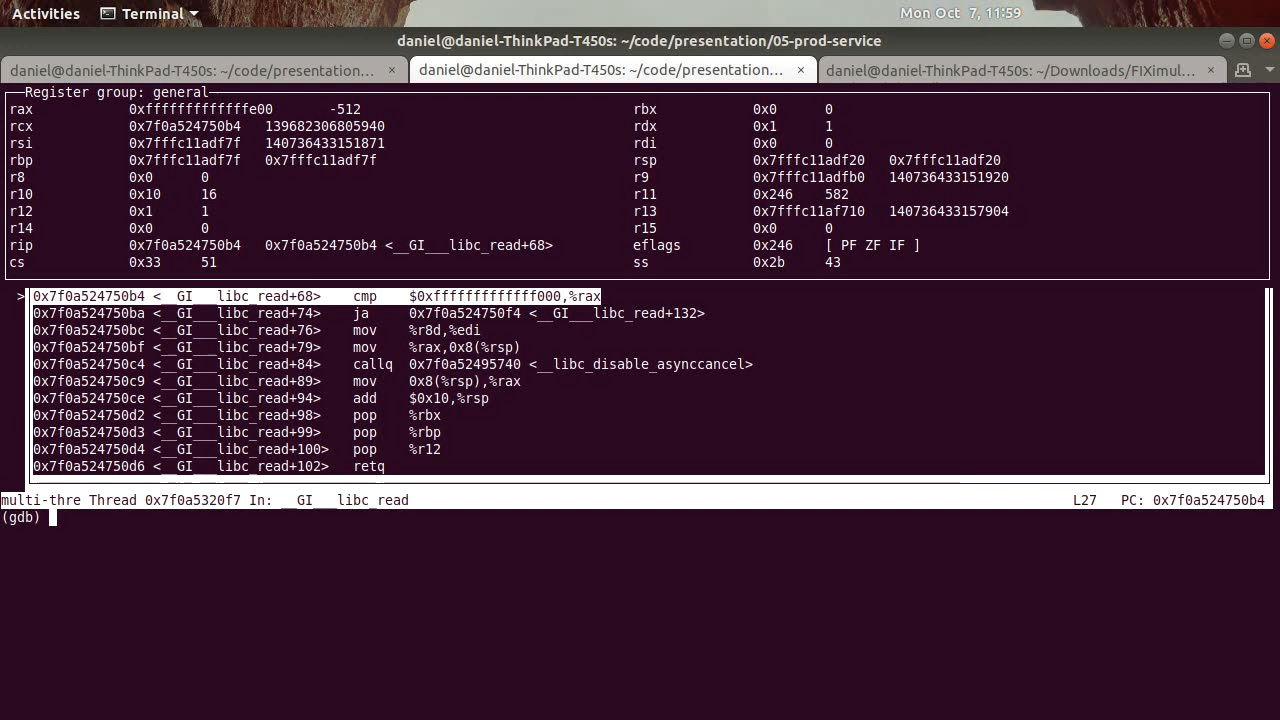 Activities Terminal Mon Oct 7, 11:59
daniel@daniel-ThinkPad-T450s: ~/code/presentation/05-prod-service
daniel@daniel-ThinkPad-T450s: ~/code/presentation... × daniel@daniel-ThinkPad-T450s: ~/code/presentation... × daniel@daniel-ThinkPad-T450s: ~/Downloads/FIXimul... ×
Register group: general
rax 0xfffffffffffffe00 -512 rbx 0x0 0
rcx 0x7f0a524750b4 139682306805940 rdx 0x1 1
rsi 0x7fffc11adf7f 140736433151871 rdi 0x0 0
rbp 0x7fffc11adf7f 0x7fffc11adf7f rsp 0x7fffc11adf20 0x7fffc11adf20
r8 0x0 0 r9 0x7fffc11adfb0 140736433151920
r10 0x10 16 r11 0x246 582
r12 0x1 1 r13 0x7fffc11af710 140736433157904
r14 0x0 0 r15 0x0 0
rip 0x7f0a524750b4 0x7f0a524750b4 <__GI___libc_read+68> eflags 0x246 [ PF ZF IF ]
cs 0x33 51 ss 0x2b 43
>0x7f0a524750b4 <__GI___libc_read+68> cmp $0xfffffffffffff000,%rax
0x7f0a524750ba <__GI___libc_read+74> ja 0x7f0a524750f4 <__GI___libc_read+132>
0x7f0a524750bc <__GI___libc_read+76> mov %r8d,%edi
0x7f0a524750bf <__GI___libc_read+79> mov %rax,0x8(%rsp)
0x7f0a524750c4 <__GI___libc_read+84> callq 0x7f0a52495740 <__libc_disable_asynccancel>
0x7f0a524750c9 <__GI___libc_read+89> mov 0x8(%rsp),%rax
0x7f0a524750ce <__GI___libc_read+94> add $0x10,%rsp
0x7f0a524750d2 <__GI___libc_read+98> pop %rbx
0x7f0a524750d3 <__GI___libc_read+99> pop %rbp
0x7f0a524750d4 <__GI___libc_read+100> pop %r12
0x7f0a524750d6 <__GI___libc_read+102> retq
multi-thre Thread 0x7f0a5320f7 In: __GI___libc_read L27 PC: 0x7f0a524750b4
(gdb)